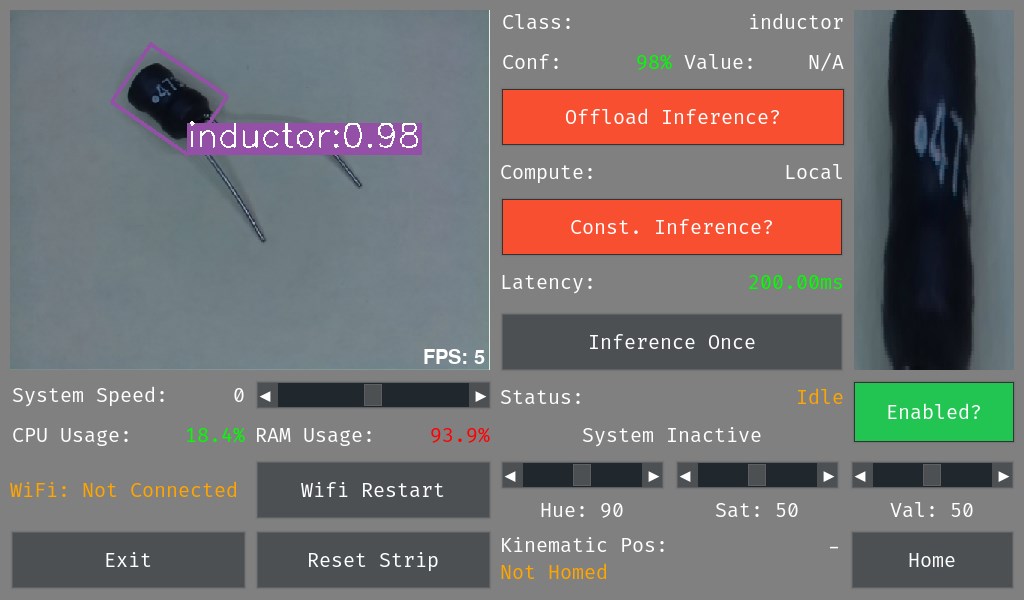 Class: inductor
Conf: 98% Value: N/A
Offload Inference?
Compute: Local
Const. Inference?
Latency: 200.00ms
Inference Once
inductor:0.98
FPS: 5
System Speed: 0 ◀ ▶
CPU Usage: 18.4% RAM Usage: 93.9%
WiFi: Not Connected
Wifi Restart
Exit
Reset Strip
Status: Idle
System Inactive
Enabled?
◀ ▶ ◀ ▶ ◀ ▶
Hue: 90 Sat: 50 Val: 50
Kinematic Pos: -
Not Homed
Home